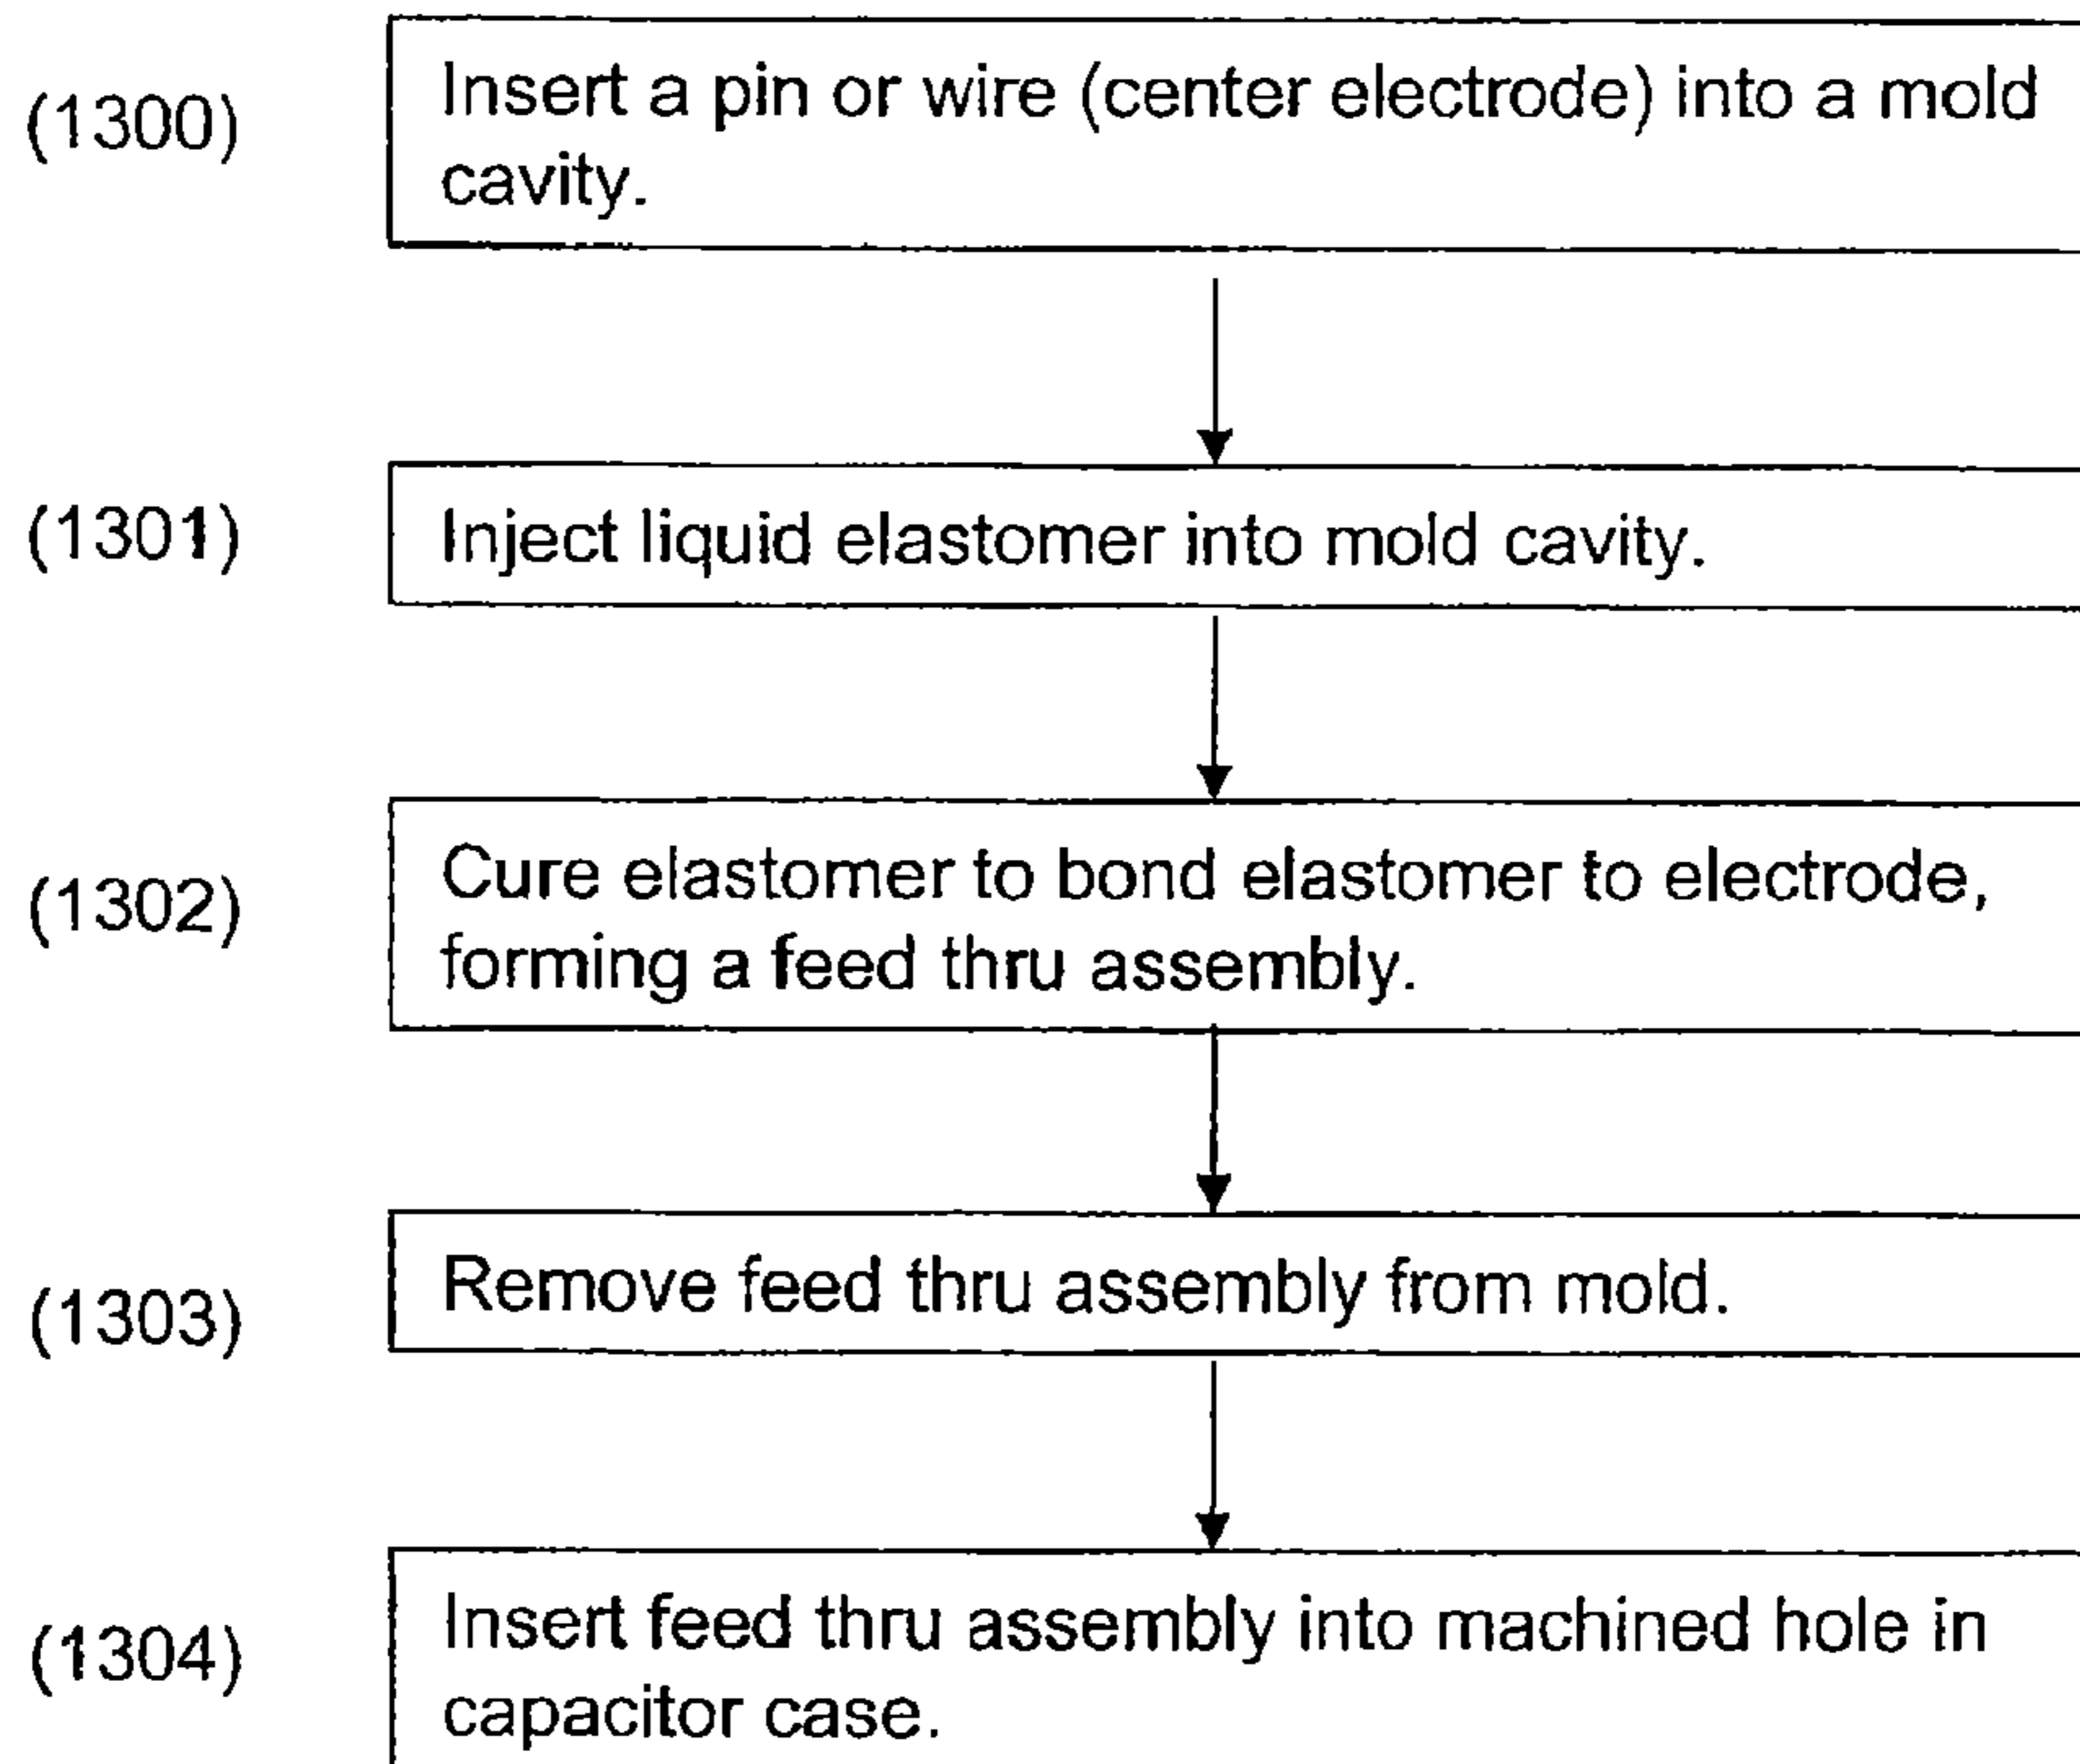 (1300)
Insert a pin or wire (center electrode) into a mold
cavity.
(1301)
Inject liquid elastomer into mold cavity.
(1302)
Cure elastomer to bond elastomer to electrode,
forming a feed thru assembly.
(1303)
Remove feed thru assembly from mold.
(1304)
Insert feed thru assembly into machined hole in
capacitor case.